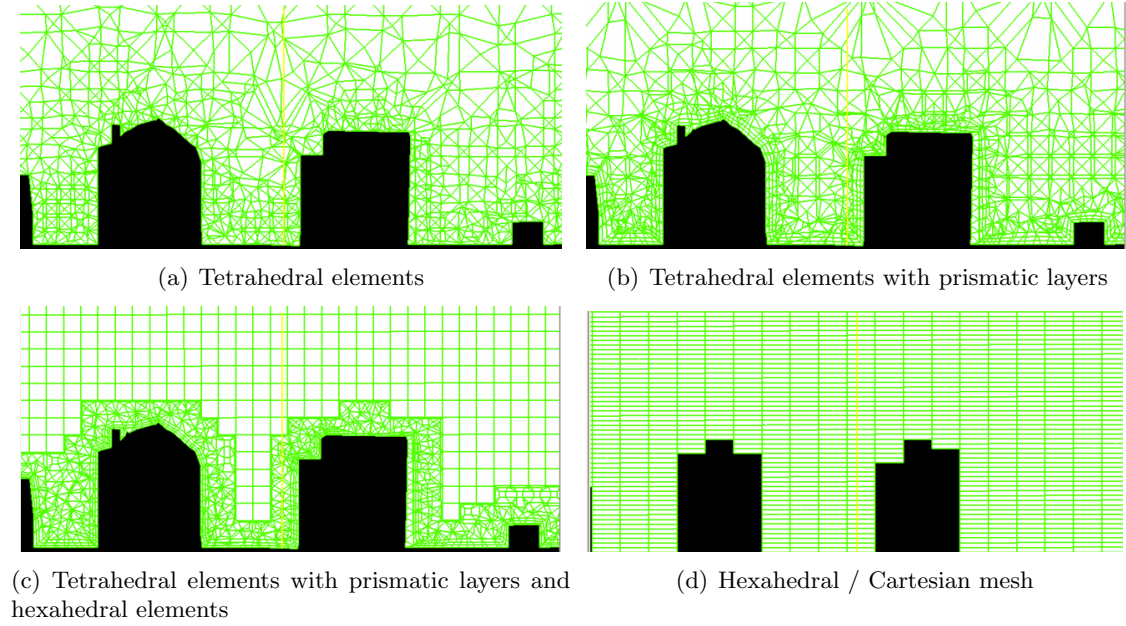 (a) Tetrahedral elements
(b) Tetrahedral elements with prismatic layers
(c) Tetrahedral elements with prismatic layers and
hexahedral elements
(d) Hexahedral / Cartesian mesh